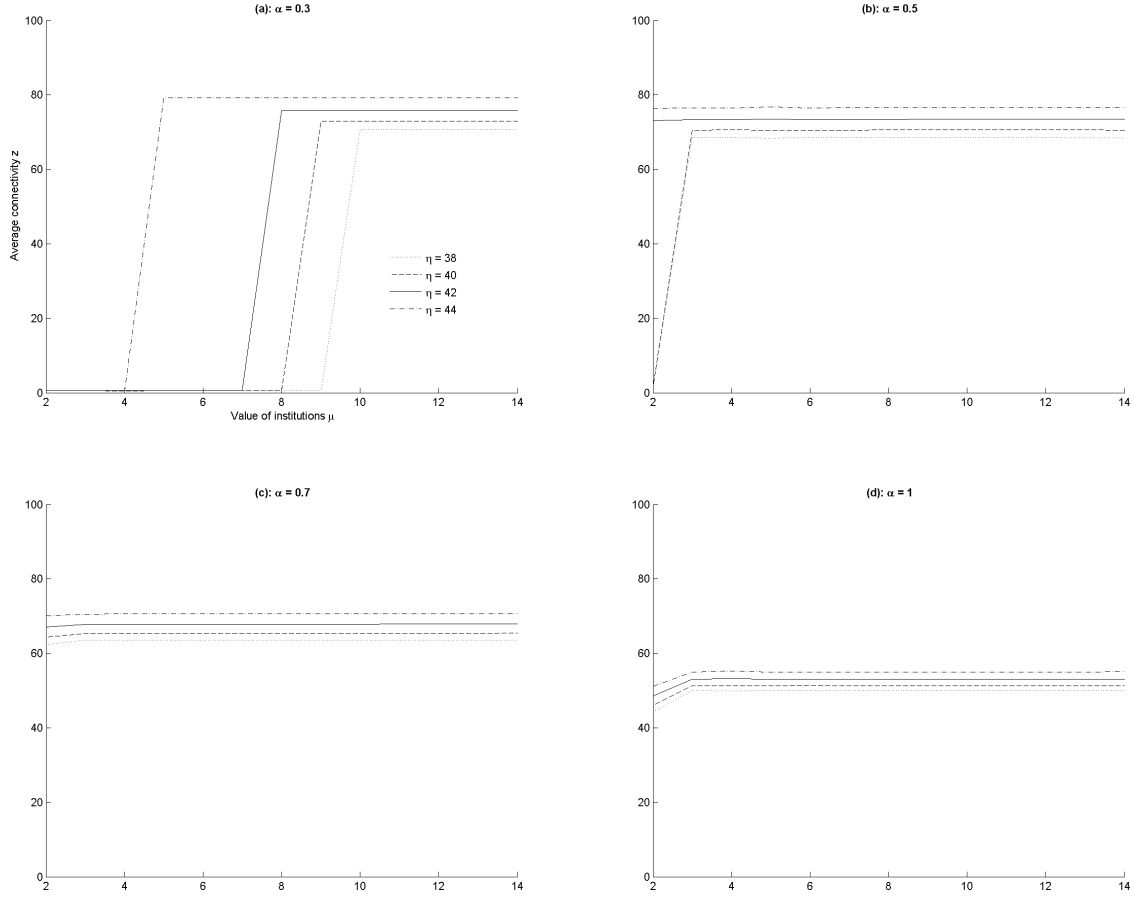 (a): α = 0.3
100
80
60
40
20
0
Average connectivity z
2 4 6 8 10 12 14
Value of institutions μ
η = 38
η = 40
η = 42
η = 44
(b): α = 0.5
100
80
60
40
20
0
2 4 6 8 10 12 14
(c): α = 0.7
100
80
60
40
20
0
2 4 6 8 10 12 14
(d): α = 1
100
80
60
40
20
0
2 4 6 8 10 12 14